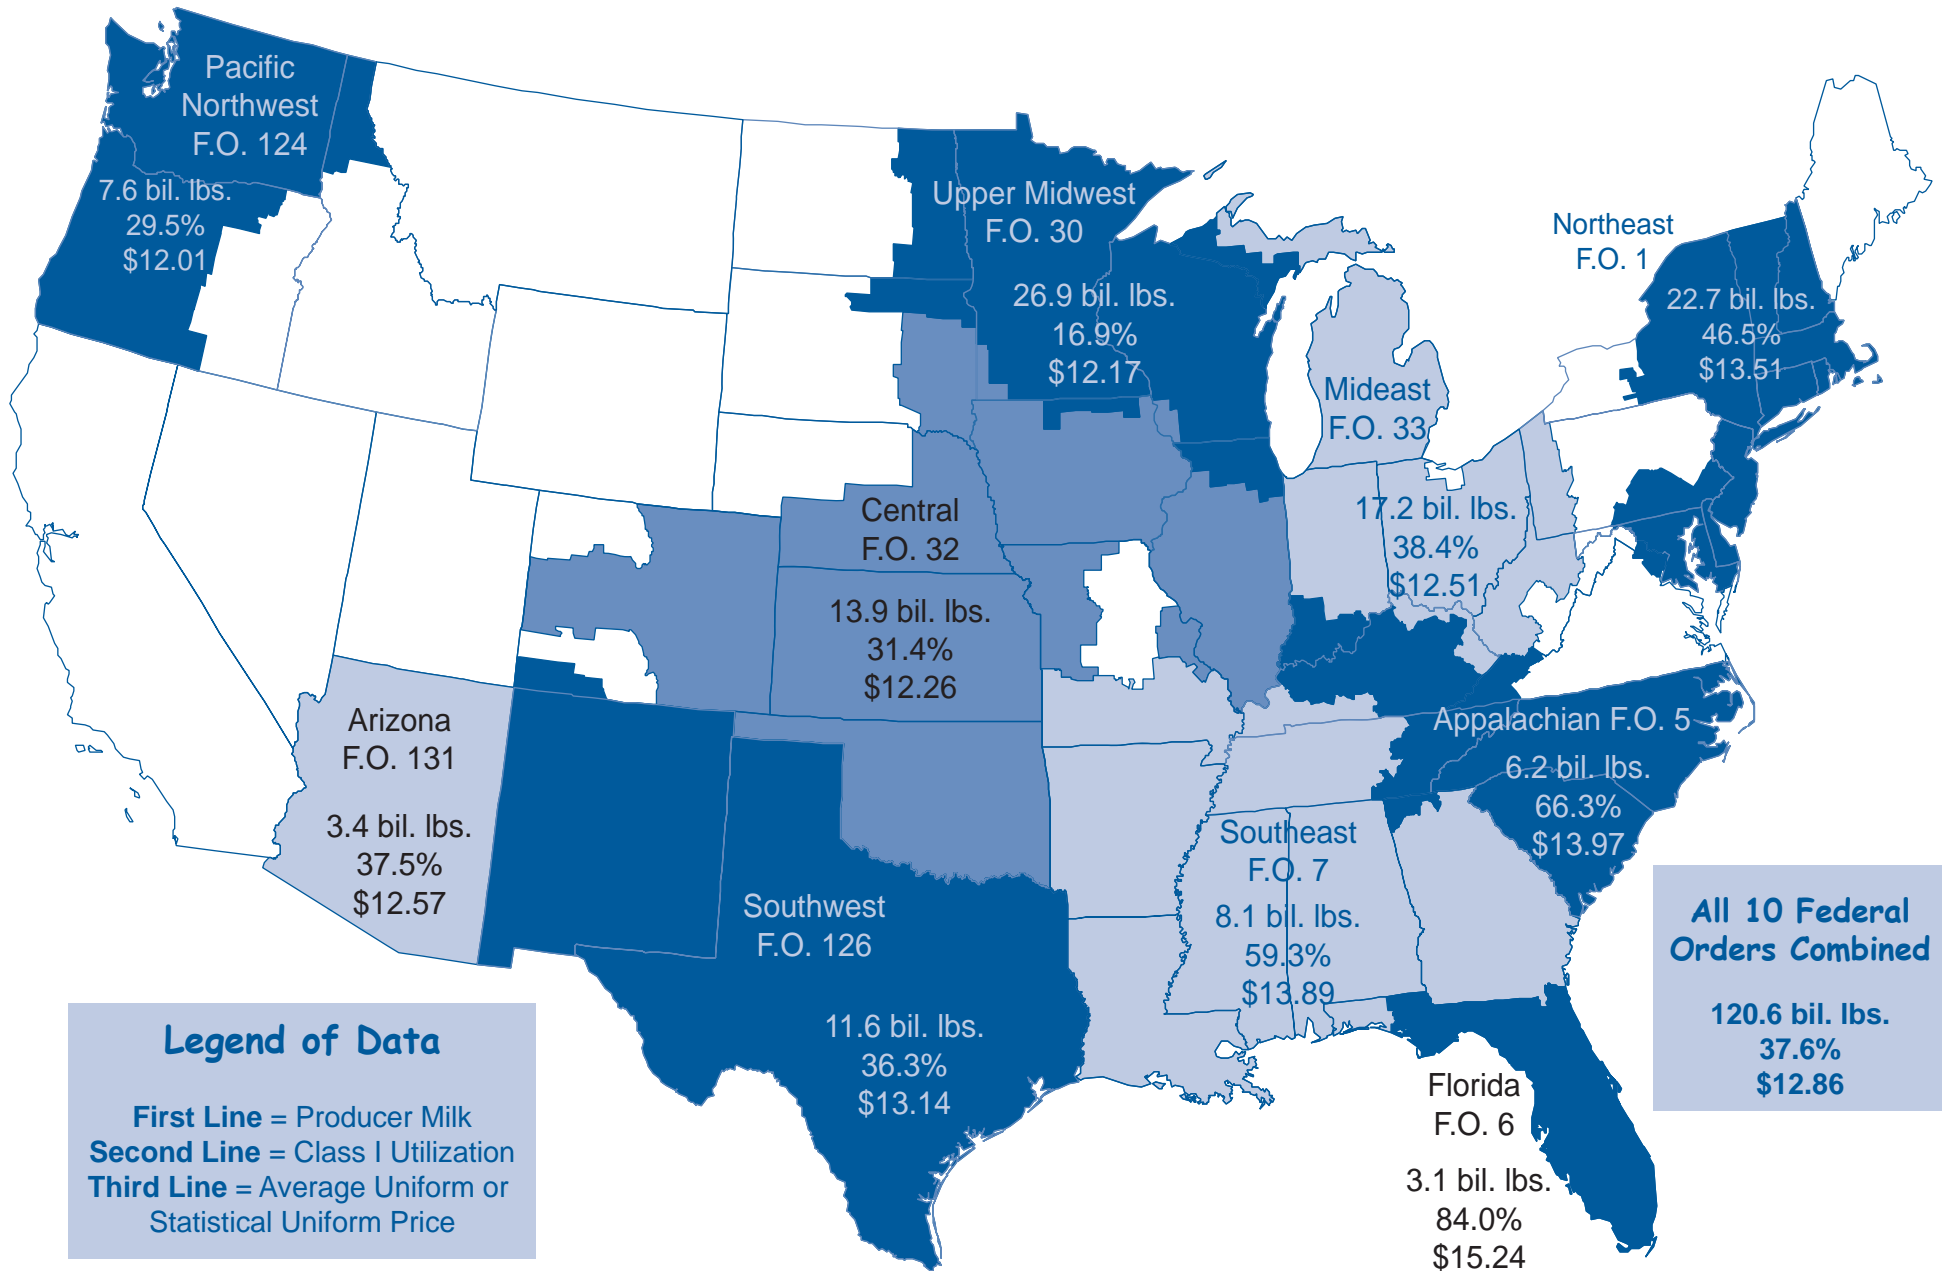 Pacific
Northwest
F.O. 124
7.6 bil. lbs.
29.5%
$12.01
Upper Midwest
F.O. 30
26.9 bil. lbs.
16.9%
$12.17
Northeast
F.O. 1
22.7 bil. lbs.
46.5%
$13.51
Mideast
F.O. 33
17.2 bil. lbs.
38.4%
$12.51
Central
F.O. 32
13.9 bil. lbs.
31.4%
$12.26
Arizona
F.O. 131
3.4 bil. lbs.
37.5%
$12.57
Appalachian F.O. 5
6.2 bil. lbs.
66.3%
$13.97
Southeast
F.O. 7
8.1 bil. lbs.
59.3%
$13.89
Southwest
F.O. 126
11.6 bil. lbs.
36.3%
$13.14
Florida
F.O. 6
3.1 bil. lbs.
84.0%
$15.24
All 10 Federal
Orders Combined
120.6 bil. lbs.
37.6%
$12.86
Legend of Data
First Line = Producer Milk
Second Line = Class I Utilization
Third Line = Average Uniform or
Statistical Uniform Price